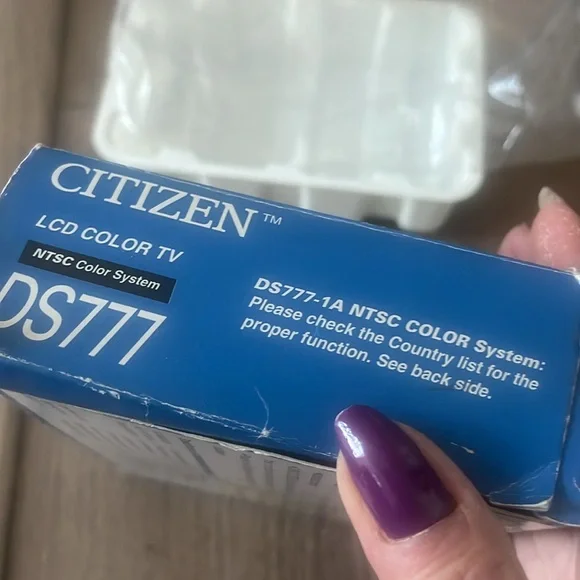 CITIZEN™
LCD COLOR TV
NTSC Color System
DS777
DS777-1A NTSC COLOR System:
Please check the Country list for the
proper function. See back side.